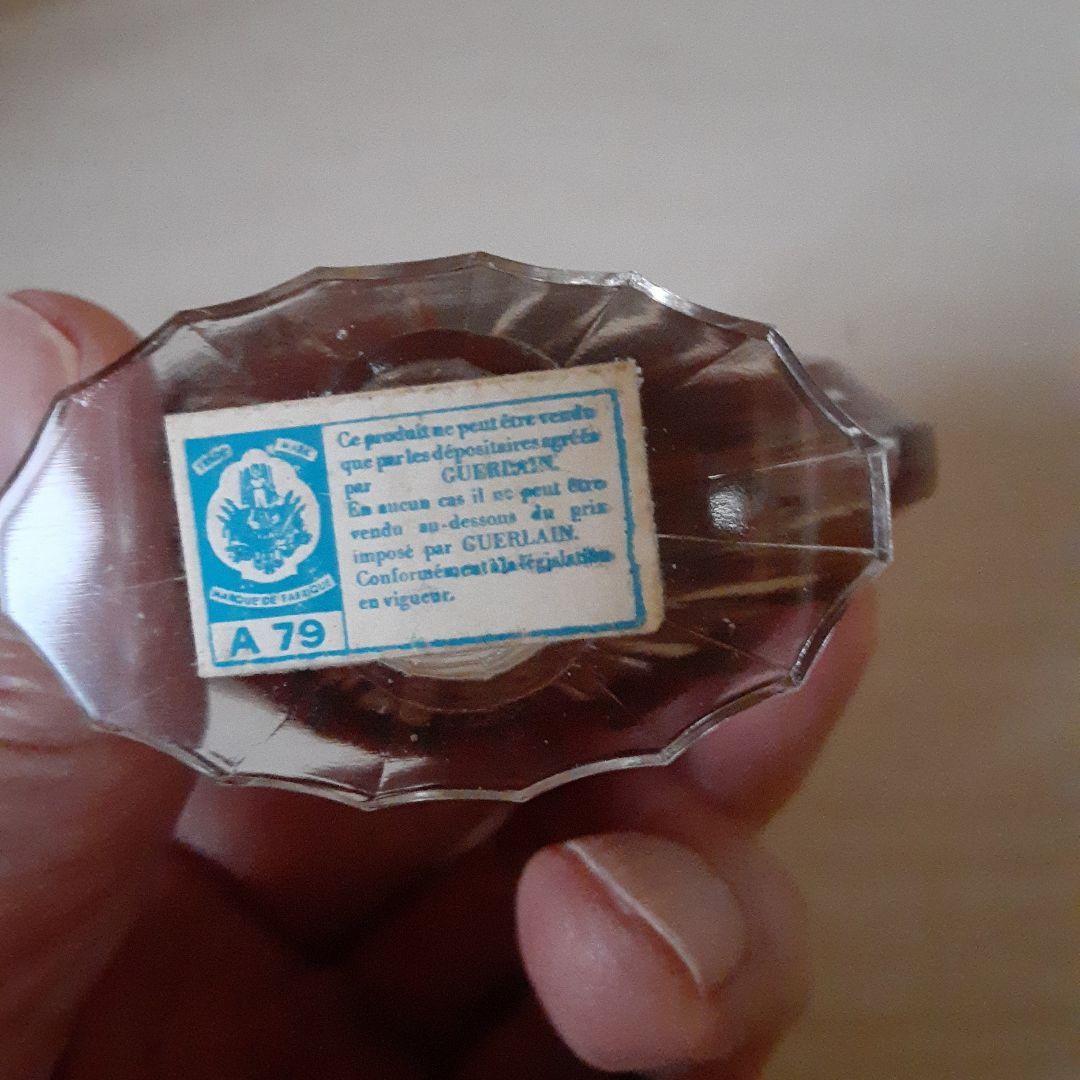 TRADE MARK
MARQUE DE FABRIQUE
A 79
Ce produit ne peut être vendu
que par les dépositaires agréés
par GUERLAIN.
En aucun cas il ne peut être
vendu au-dessous du prix
imposé par GUERLAIN.
Conformément à la législation
en vigueur.